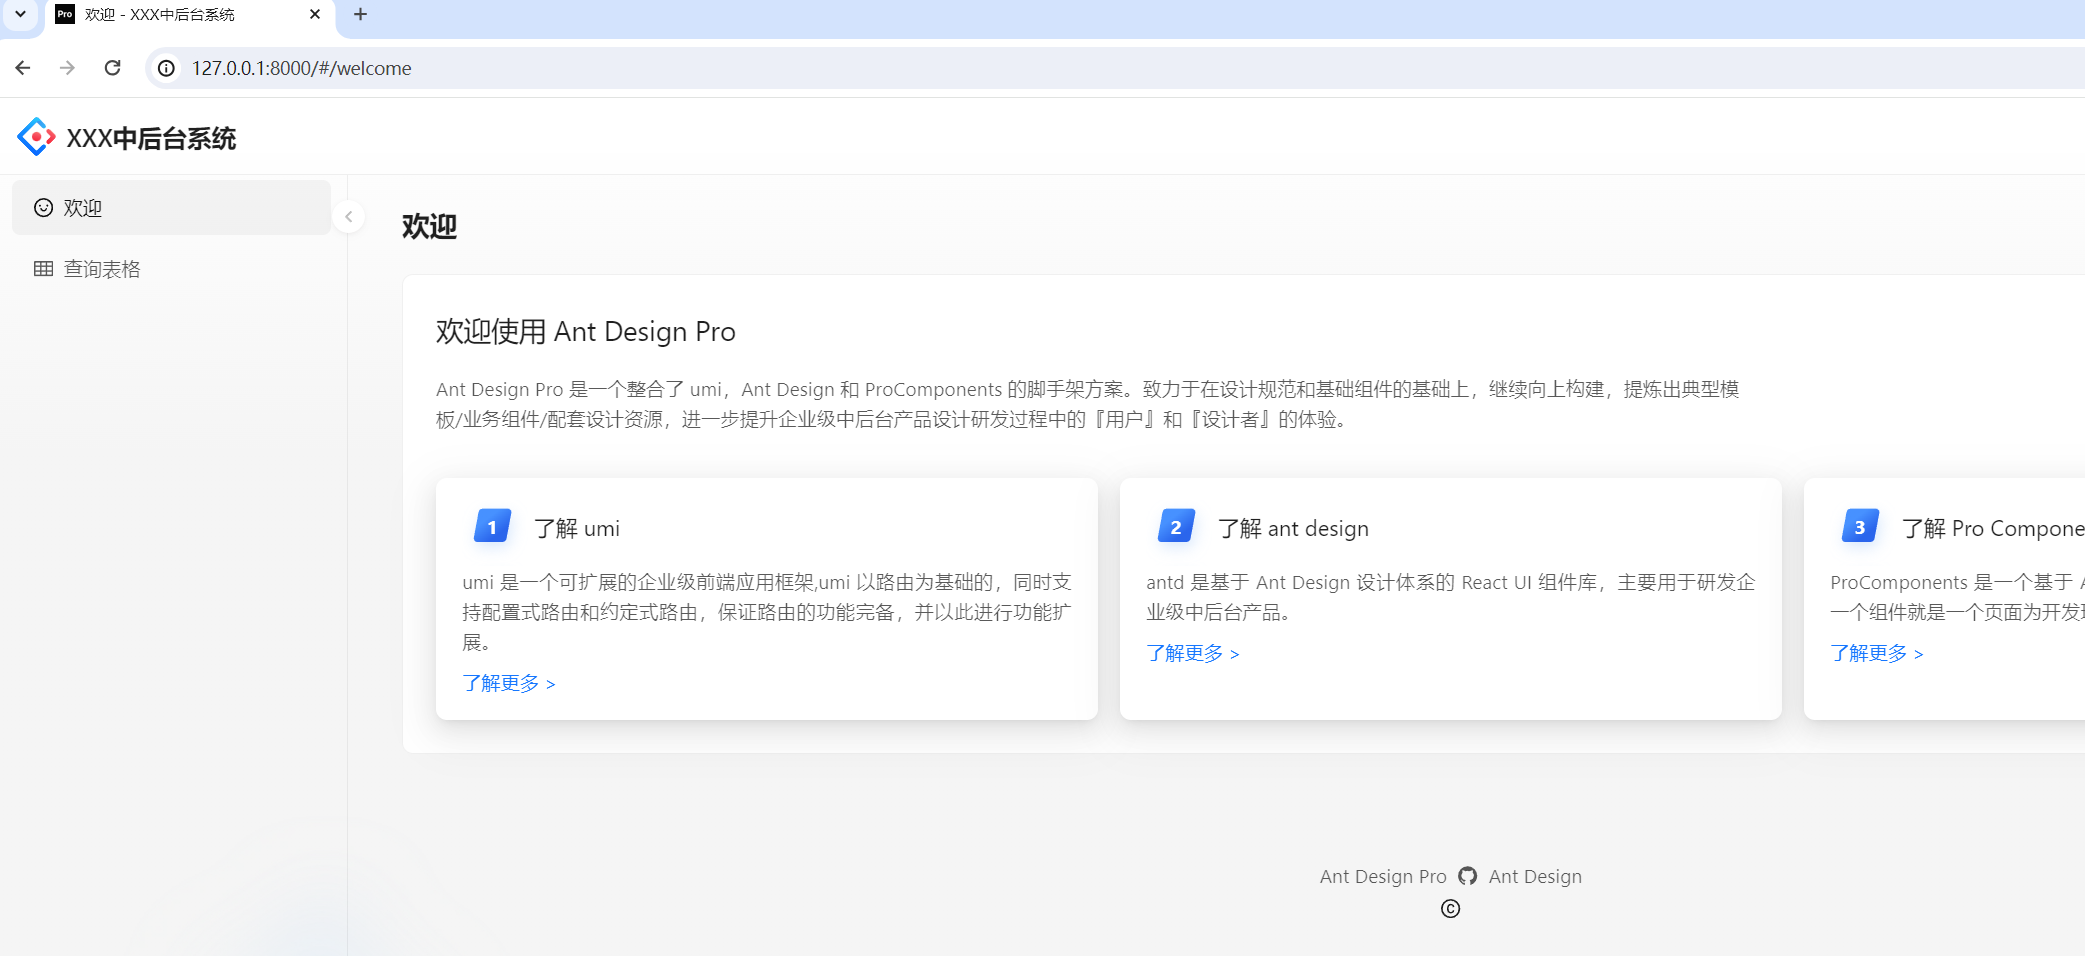 Pro 欢迎 - XXX中后台系统
127.0.0.1:8000/#/welcome
XXX中后台系统
欢迎
查询表格
欢迎
欢迎使用 Ant Design Pro
Ant Design Pro 是一个整合了 umi，Ant Design 和 ProComponents 的脚手架方案。致力于在设计规范和基础组件的基础上，继续向上构建，提炼出典型模
板/业务组件/配套设计资源，进一步提升企业级中后台产品设计研发过程中的『用户』和『设计者』的体验。
1 了解 umi
umi 是一个可扩展的企业级前端应用框架,umi 以路由为基础的，同时支
持配置式路由和约定式路由，保证路由的功能完备，并以此进行功能扩
展。
了解更多 >
2 了解 ant design
antd 是基于 Ant Design 设计体系的 React UI 组件库，主要用于研发企
业级中后台产品。
了解更多 >
3 了解 Pro Compone
ProComponents 是一个基于
一个组件就是一个页面为开发
了解更多 >
Ant Design Pro Ant Design
©